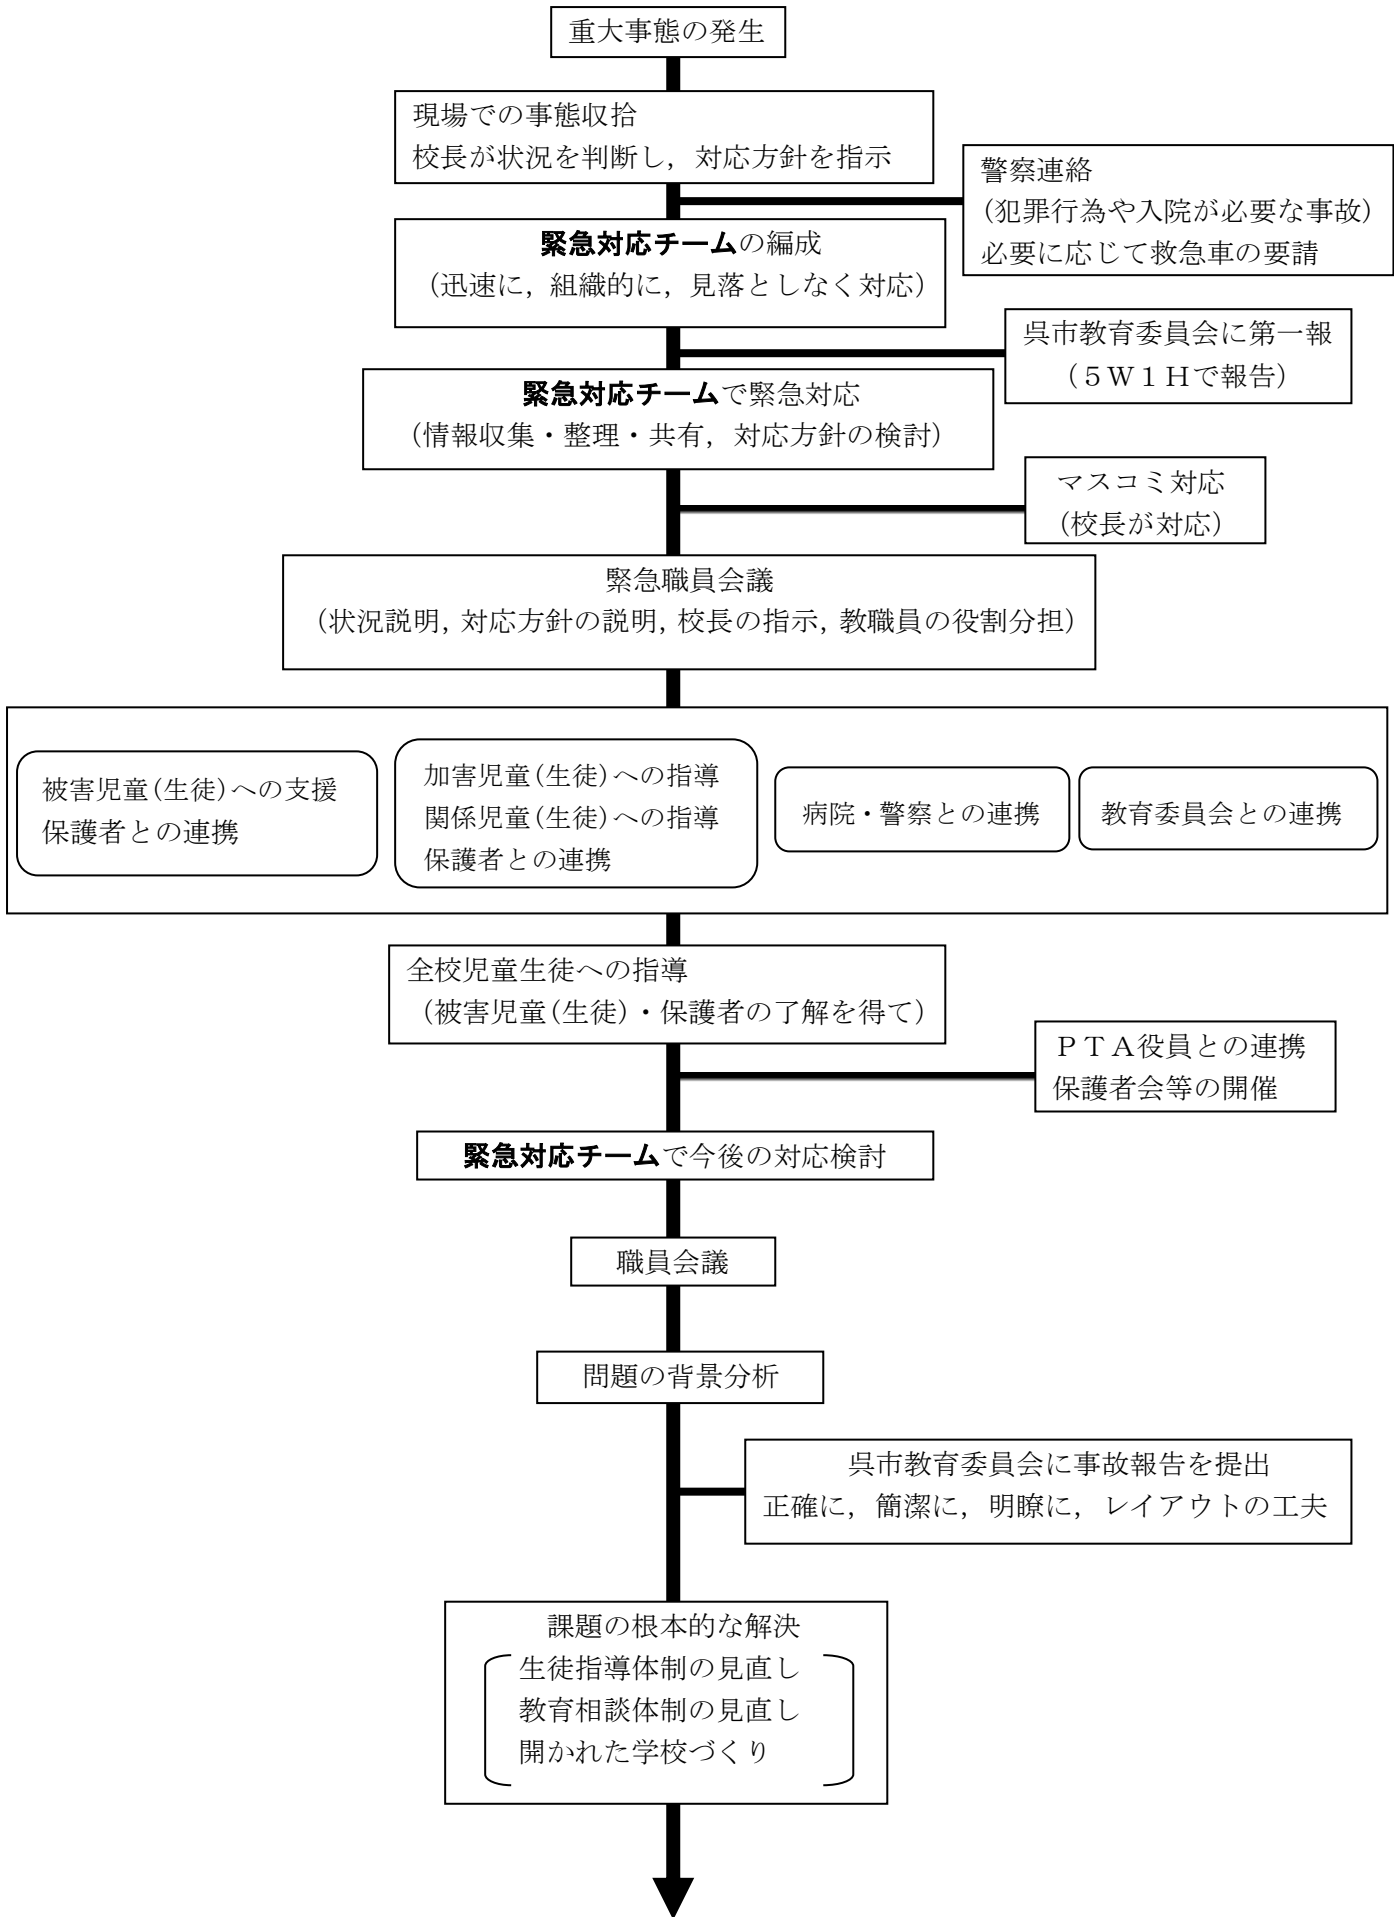 重大事態の発生
現場での事態収拾
校長が状況を判断し，対応方針を指示
警察連絡
（犯罪行為や入院が必要な事故）
必要に応じて救急車の要請
緊急対応チームの編成
（迅速に，組織的に，見落としなく対応）
呉市教育委員会に第一報
（５Ｗ１Ｈで報告）
緊急対応チームで緊急対応
（情報収集・整理・共有，対応方針の検討）
マスコミ対応
（校長が対応）
緊急職員会議
（状況説明，対応方針の説明，校長の指示，教職員の役割分担）
被害児童（生徒）への支援
保護者との連携
加害児童（生徒）への指導
関係児童（生徒）への指導
保護者との連携
病院・警察との連携
教育委員会との連携
全校児童生徒への指導
（被害児童（生徒）・保護者の了解を得て）
ＰＴＡ役員との連携
保護者会等の開催
緊急対応チームで今後の対応検討
職員会議
問題の背景分析
呉市教育委員会に事故報告を提出
正確に，簡潔に，明瞭に，レイアウトの工夫
課題の根本的な解決
生徒指導体制の見直し
教育相談体制の見直し
開かれた学校づくり